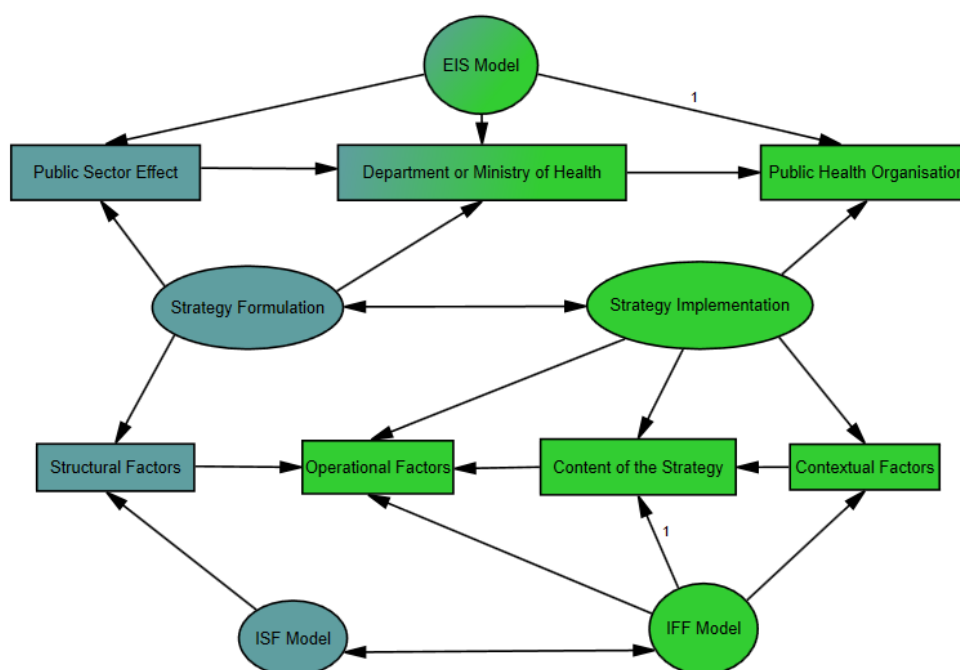 EIS Model
1
Public Sector Effect
Department or Ministry of Health
Public Health Organisation
Strategy Formulation
Strategy Implementation
Structural Factors
Operational Factors
Content of the Strategy
Contextual Factors
1
ISF Model
IFF Model